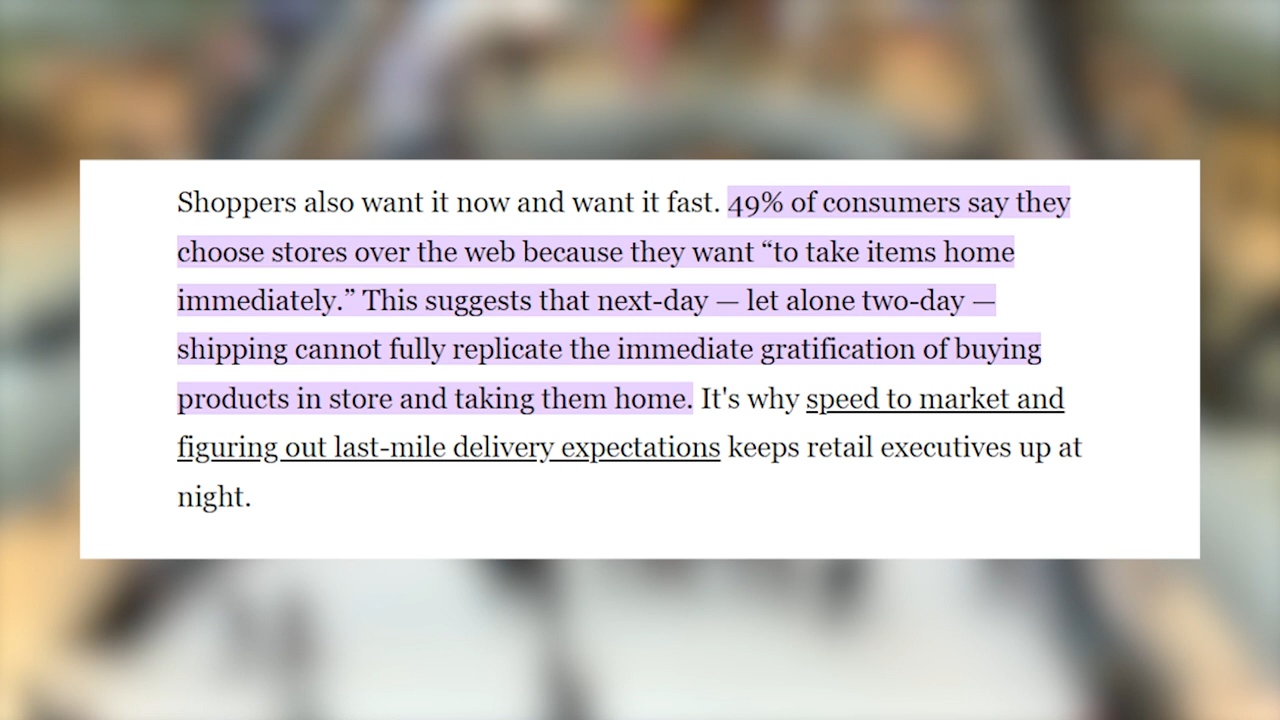 Shoppers also want it now and want it fast. 49% of consumers say they
choose stores over the web because they want “to take items home
immediately.” This suggests that next-day — let alone two-day —
shipping cannot fully replicate the immediate gratification of buying
products in store and taking them home. It's why speed to market and
figuring out last-mile delivery expectations keeps retail executives up at
night.